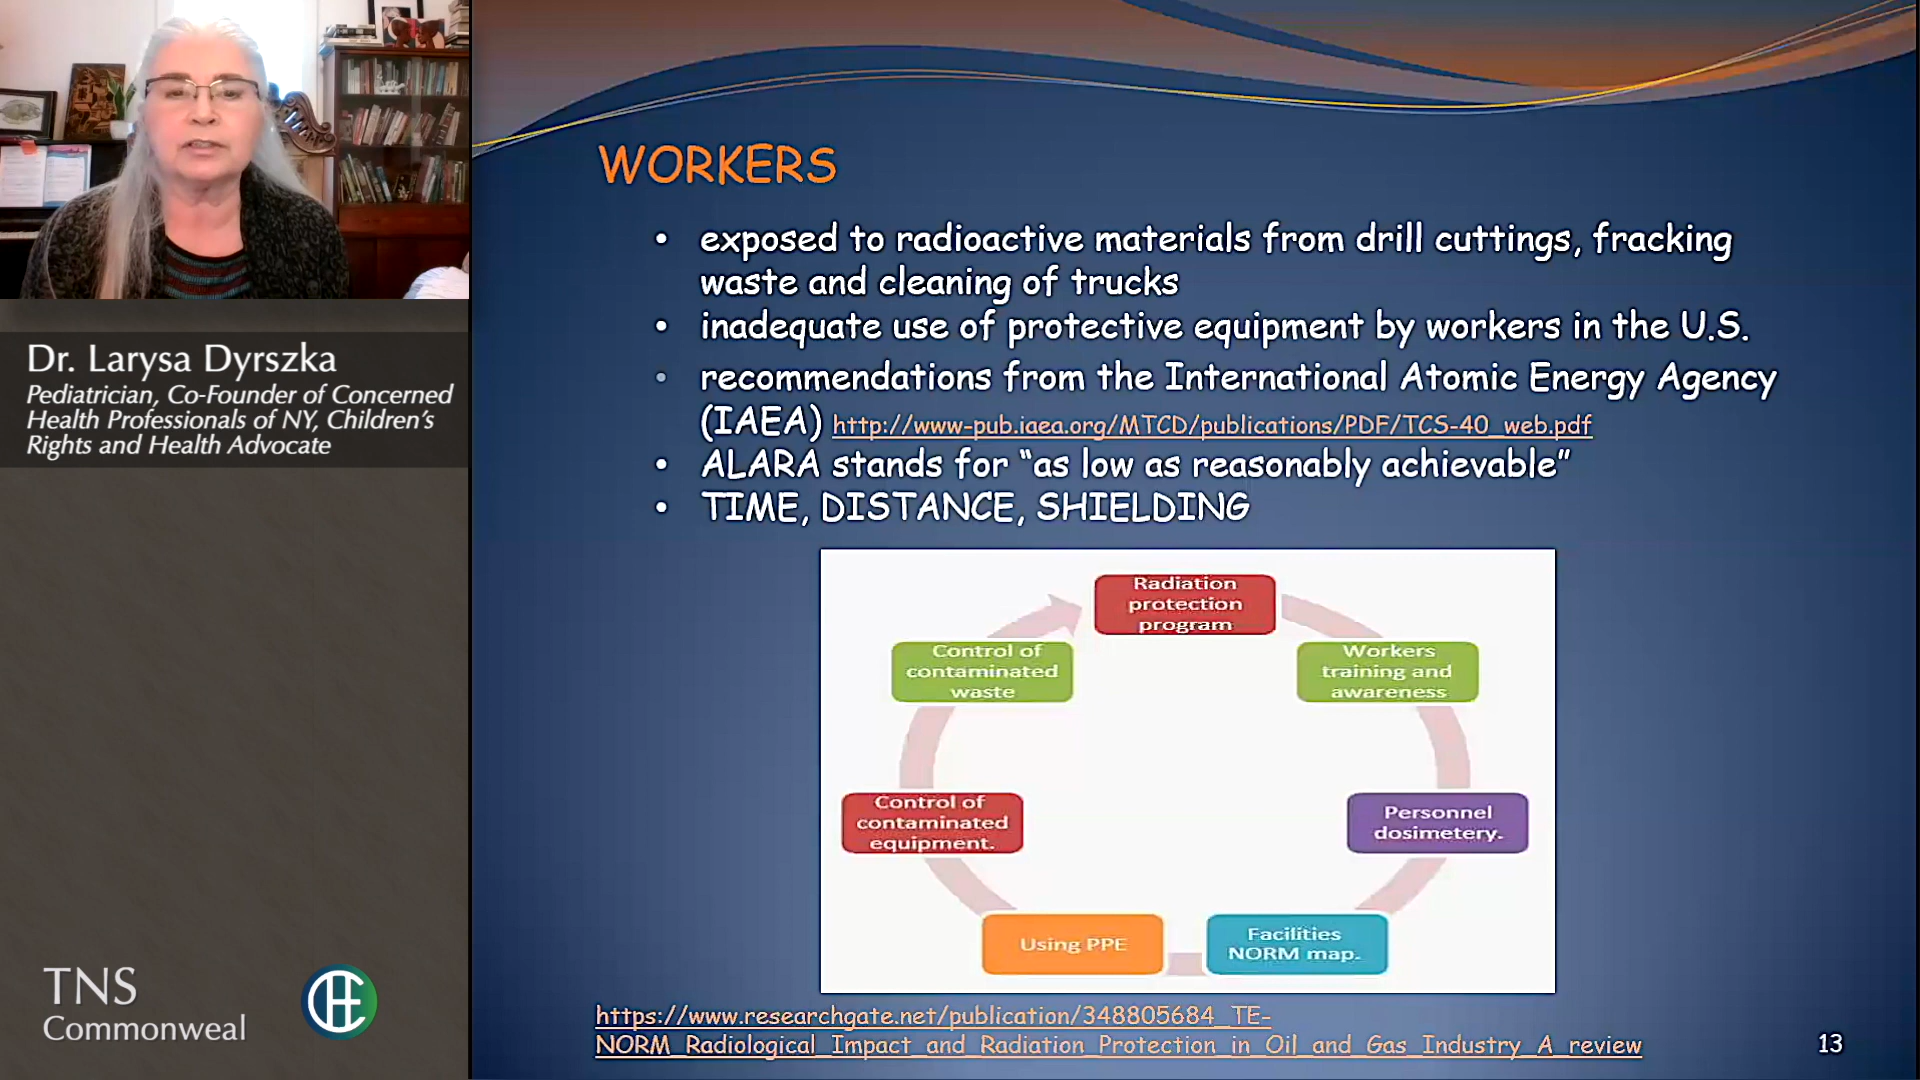 Dr. Larysa Dyrszka
Pediatrician, Co-Founder of Concerned
Health Professionals of NY, Children's
Rights and Health Advocate
TNS
Commonweal
CHE
WORKERS
• exposed to radioactive materials from drill cuttings, fracking
waste and cleaning of trucks
• inadequate use of protective equipment by workers in the U.S.
• recommendations from the International Atomic Energy Agency
(IAEA) http://www-pub.iaea.org/MTCD/publications/PDF/TCS-40_web.pdf
• ALARA stands for “as low as reasonably achievable”
• TIME, DISTANCE, SHIELDING
Radiation
protection
program
Workers
training and
awareness
Personnel
dosimetery.
Facilities
NORM map.
Using PPE
Control of
contaminated
equipment.
Control of
contaminated
waste
https://www.researchgate.net/publication/348805684_TE-
NORM_Radiological_Impact_and_Radiation_Protection_in_Oil_and_Gas_Industry_A_review
13